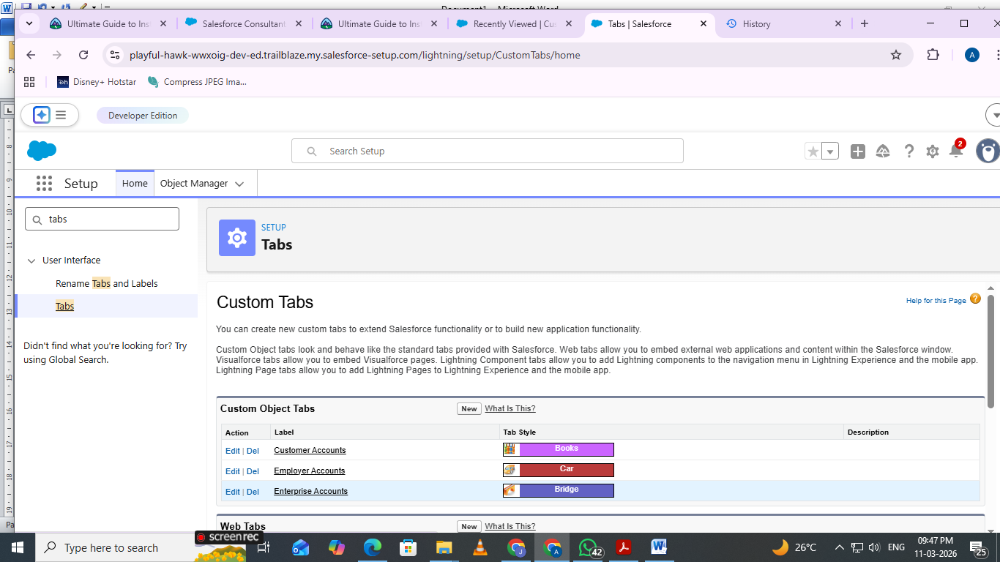 Document1 - Microsoft Word
Ultimate Guide to Ins
Salesforce Consultant
Ultimate Guide to Ins
Recently Viewed | Cus
Tabs | Salesforce
History
playful-hawk-wwxoig-dev-ed.trailblaze.my.salesforce-setup.com/lightning/setup/CustomTabs/home
A
Disney+ Hotstar
Compress JPEG Ima...
Developer Edition
Search Setup
2
Setup
Home
Object Manager
tabs
User Interface
Rename Tabs and Labels
Tabs
Didn't find what you're looking for? Try
using Global Search.
SETUP
Tabs
Custom Tabs
Help for this Page ?
You can create new custom tabs to extend Salesforce functionality or to build new application functionality.
Custom Object tabs look and behave like the standard tabs provided with Salesforce. Web tabs allow you to embed external web applications and content within the Salesforce window.
Visualforce tabs allow you to embed Visualforce pages. Lightning Component tabs allow you to add Lightning components to the navigation menu in Lightning Experience and the mobile app.
Lightning Page tabs allow you to add Lightning Pages to Lightning Experience and the mobile app.
Custom Object Tabs New What Is This?
Action Label Tab Style Description
Edit | Del Customer Accounts Books
Edit | Del Employer Accounts Car
Edit | Del Enterprise Accounts Bridge
Web Tabs New What Is This?
screenrec
Type here to search
42
26°C
ENG
09:47 PM
11-03-2026
25